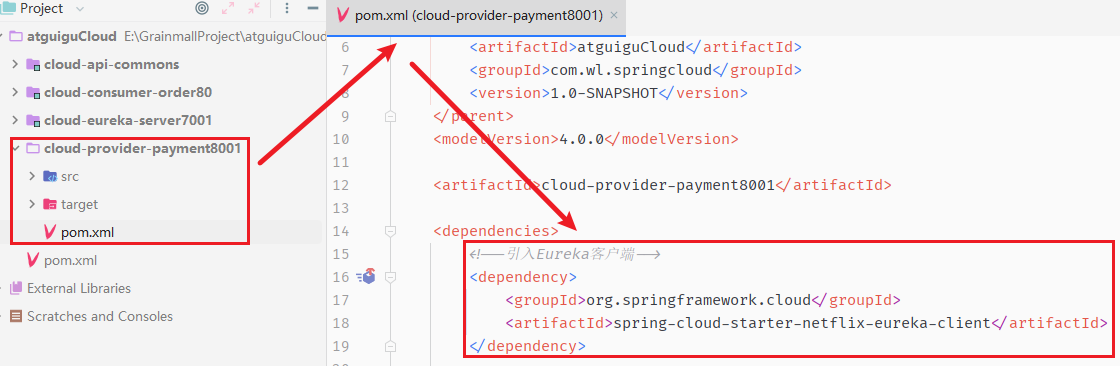 Project
atguiguCloud E:\GrainmallProject\atguiguCloud
cloud-api-commons
cloud-consumer-order80
cloud-eureka-server7001
cloud-provider-payment8001
src
target
pom.xml
pom.xml
External Libraries
Scratches and Consoles
pom.xml (cloud-provider-payment8001)
6 <artifactId>atguiguCloud</artifactId>
7 <groupId>com.wl.springcloud</groupId>
8 <version>1.0-SNAPSHOT</version>
9 </parent>
10 <modelVersion>4.0.0</modelVersion>
11
12 <artifactId>cloud-provider-payment8001</artifactId>
13
14 <dependencies>
15 <!--引入Eureka客户端-->
16 <dependency>
17 <groupId>org.springframework.cloud</groupId>
18 <artifactId>spring-cloud-starter-netflix-eureka-client</artifactId>
19 </dependency>